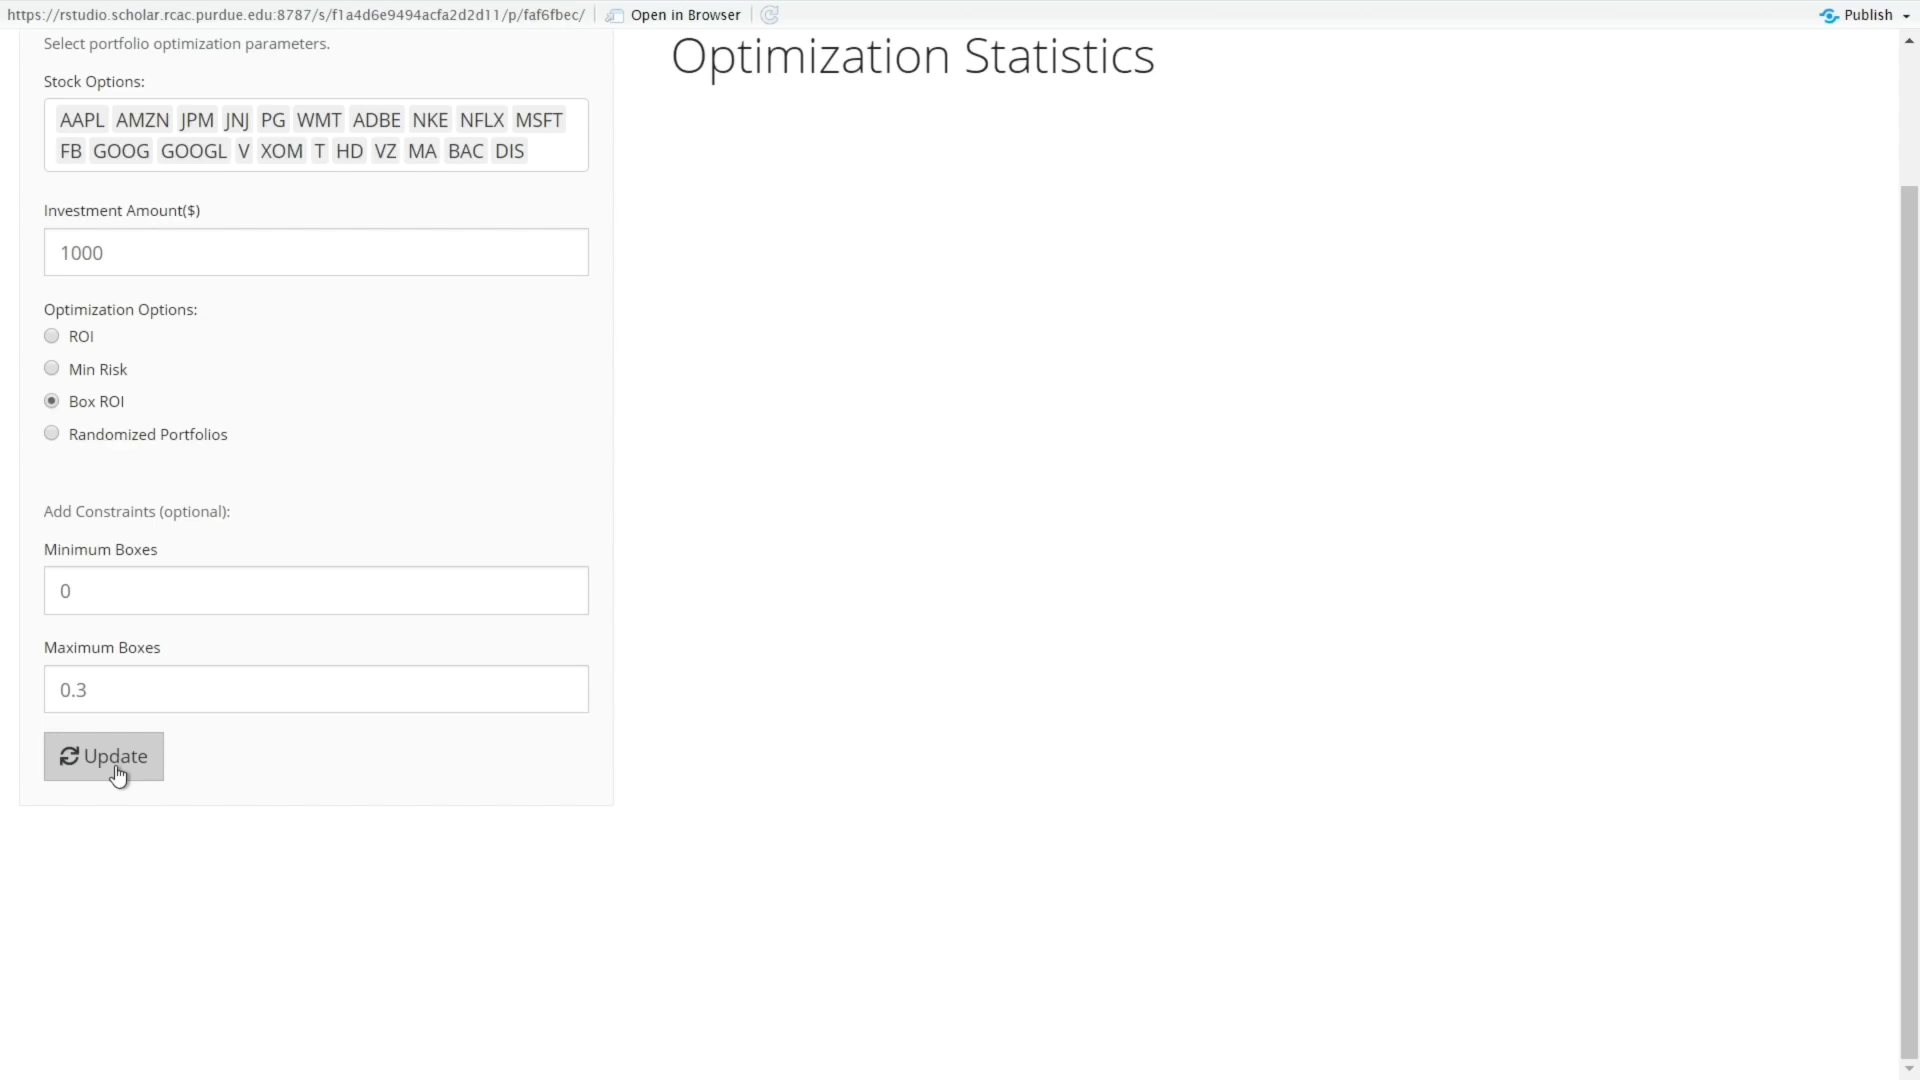 https://rstudio.scholar.rcac.purdue.edu:8787/s/f1a4d6e9494acfa2d2d11/p/faf6fbec/ Open in Browser Publish
Select portfolio optimization parameters.
Optimization Statistics
Stock Options:
AAPL AMZN JPM JNJ PG WMT ADBE NKE NFLX MSFT
FB GOOG GOOGL V XOM T HD VZ MA BAC DIS
Investment Amount($)
1000
Optimization Options:
ROI
Min Risk
Box ROI
Randomized Portfolios
Add Constraints (optional):
Minimum Boxes
0
Maximum Boxes
0.3
Update